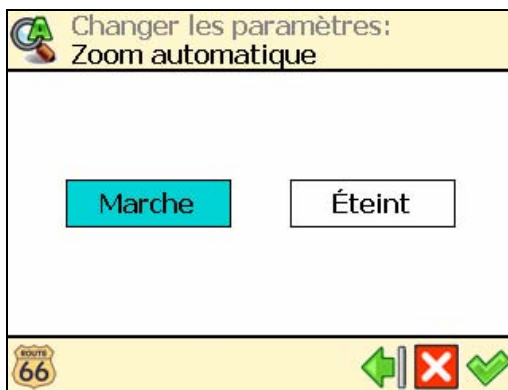 Changer les paramètres:
Zoom automatique
Marche
Éteint
ROUTE
66